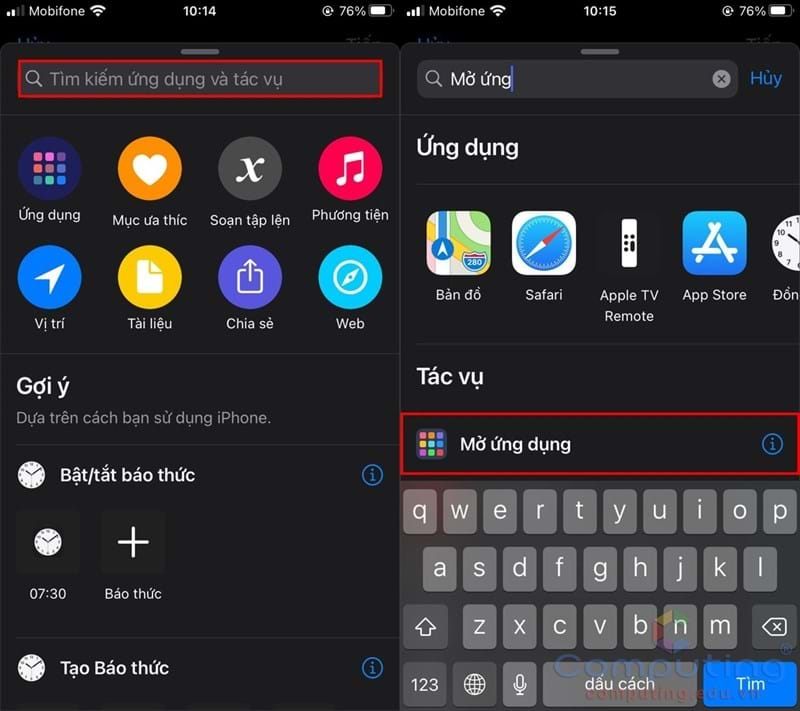 Mobifone 10:14 76%
Hủy Tiếp
Tìm kiếm ứng dụng và tác vụ
Ứng dụng Mục ưa thíc Soạn tập lên Phương tiện
Vị trí Tài liệu Chia sẻ Web
Gợi ý
Dựa trên cách bạn sử dụng iPhone.
Bật/tắt báo thức
07:30 Báo thức
Tạo Báo thức
Mobifone 10:15 76%
Mở ứng Hủy
Ứng dụng
280
Bản đồ Safari Apple TV Remote App Store Đồn
Tác vụ
Mở ứng dụng
q w e r t y u i o p
a s d f g h j k l
z x c v b n m
123 dấu cách Tìm
Computing
computing.edu.vn